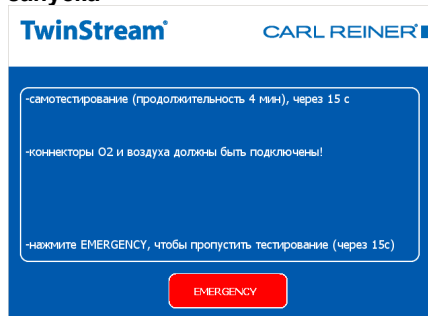 запуска
TwinStream® CARL REINER®
-самотестирование (продолжительность 4 мин), через 15 с
-коннекторы O2 и воздуха должны быть подключены!
-нажмите EMERGENCY, чтобы пропустить тестирование (через 15с)
EMERGENCY